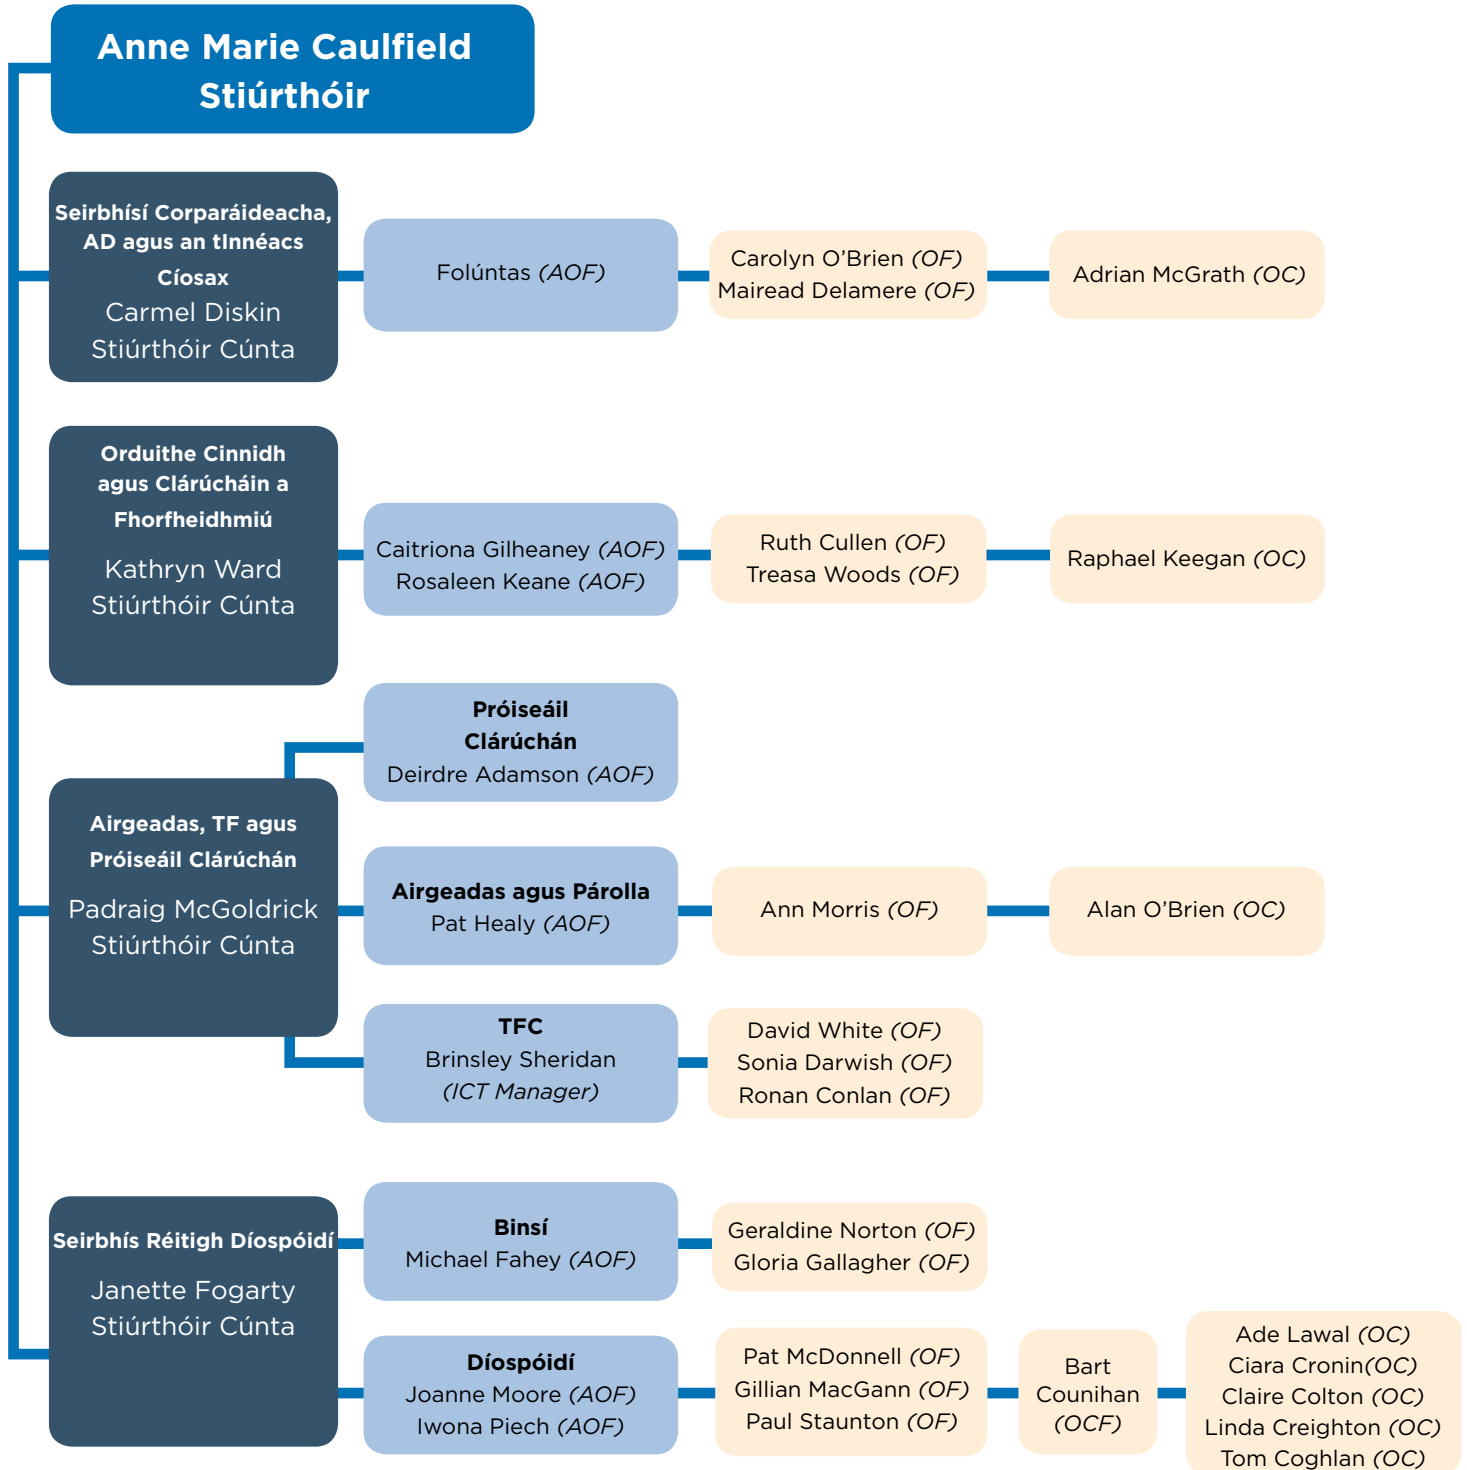 Anne Marie Caulfield
Stiúrthóir
Seirbhísí Corparáideacha,
AD agus an tInnéacs
Cíosax
Carmel Diskin
Stiúrthóir Cúnta
Folúntas (AOF)
Carolyn O’Brien (OF)
Mairead Delamere (OF)
Adrian McGrath (OC)
Orduithe Cinnidh
agus Clárúcháin a
Fhorfheidhmiú
Kathryn Ward
Stiúrthóir Cúnta
Caitriona Gilheaney (AOF)
Rosaleen Keane (AOF)
Ruth Cullen (OF)
Treasa Woods (OF)
Raphael Keegan (OC)
Airgeadas, TF agus
Próiseáil Clárúchán
Padraig McGoldrick
Stiúrthóir Cúnta
Próiseáil
Clárúchán
Deirdre Adamson (AOF)
Airgeadas agus Párolla
Pat Healy (AOF)
Ann Morris (OF)
Alan O’Brien (OC)
TFC
Brinsley Sheridan
(ICT Manager)
David White (OF)
Sonia Darwish (OF)
Ronan Conlan (OF)
Seirbhís Réitigh Díospóidí
Janette Fogarty
Stiúrthóir Cúnta
Binsí
Michael Fahey (AOF)
Geraldine Norton (OF)
Gloria Gallagher (OF)
Díospóidí
Joanne Moore (AOF)
Iwona Piech (AOF)
Pat McDonnell (OF)
Gillian MacGann (OF)
Paul Staunton (OF)
Bart
Counihan
(OCF)
Ade Lawal (OC)
Ciara Cronin(OC)
Claire Colton (OC)
Linda Creighton (OC)
Tom Coghlan (OC)